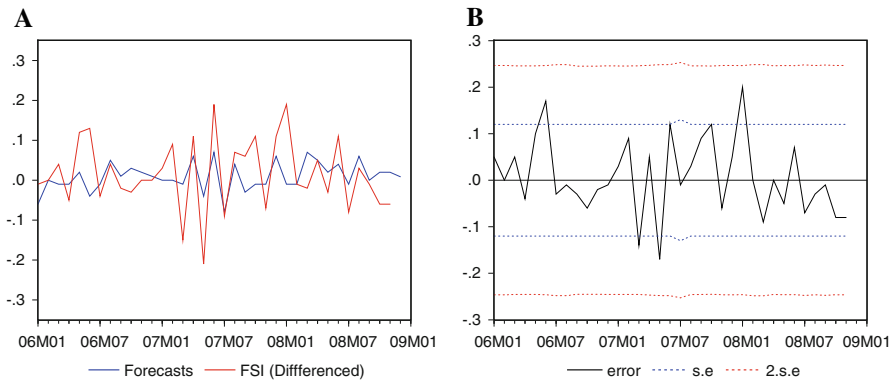 A
B
.3
.2
.1
.0
-.1
-.2
-.3
06M01 06M07 07M01 07M07 08M01 08M07 09M01
Forecasts FSI (Diffferenced)
.3
.2
.1
.0
-.1
-.2
-.3
06M01 06M07 07M01 07M07 08M01 08M07 09M01
error s.e 2.s.e